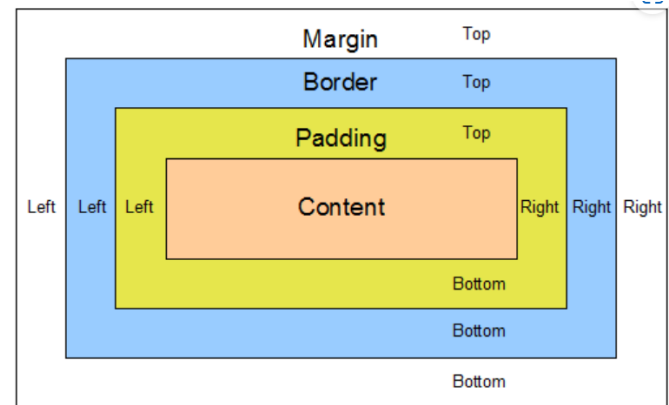 Margin Top
Border Top
Padding Top
Left Left Left Content Right Right Right
Bottom
Bottom
Bottom